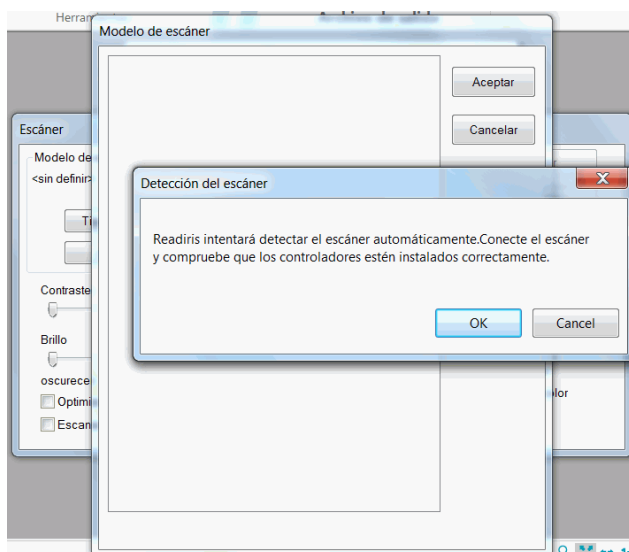 Herram
Modelo de escáner
Aceptar
Cancelar
Escáner
Modelo de
<sin definir>
Detección del escáner
Readiris intentará detectar el escáner automáticamente.Conecte el escáner
y compruebe que los controladores estén instalados correctamente.
OK
Cancel
Contraste
Brillo
oscurece
Optimi
Escan
lor